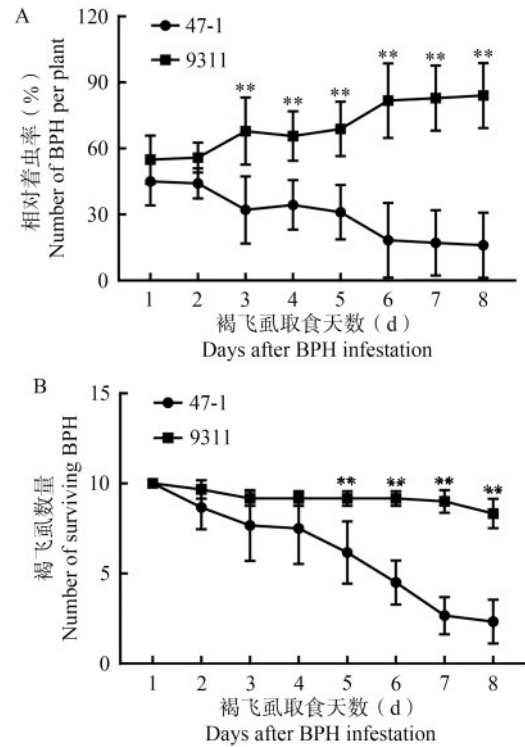 A
47-1
9311
相对着虫率(%)
Number of BPH per plant
120
90
60
30
0
** ** ** ** ** **
1 2 3 4 5 6 7 8
褐飞虱取食天数(d)
Days after BPH infestation
B
47-1
9311
褐飞虱数量
Number of surviving BPH
15
10
5
0
** ** ** **
1 2 3 4 5 6 7 8
褐飞虱取食天数(d)
Days after BPH infestation